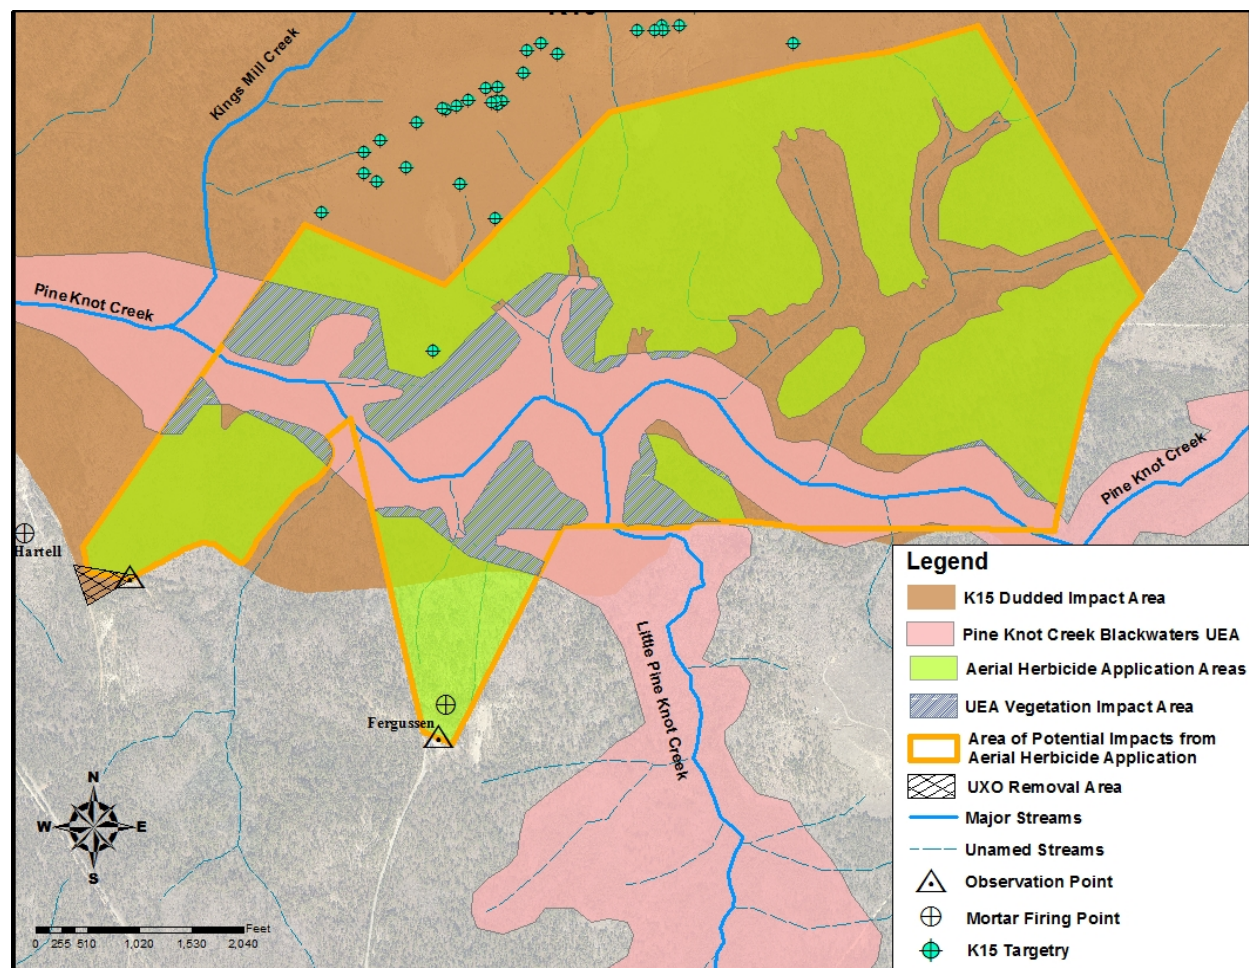 Kings Mill Creek
Pine Knot Creek
Pine Knot Creek
Hartell
Little Pine Knot Creek
Fergussen
N
W E
S
0 255 510 1,020 1,530 2,040
Feet
Legend
K15 Dudded Impact Area
Pine Knot Creek Blackwaters UEA
Aerial Herbicide Application Areas
UEA Vegetation Impact Area
Area of Potential Impacts from
Aerial Herbicide Application
UXO Removal Area
Major Streams
Unamed Streams
Observation Point
Mortar Firing Point
K15 Targetry